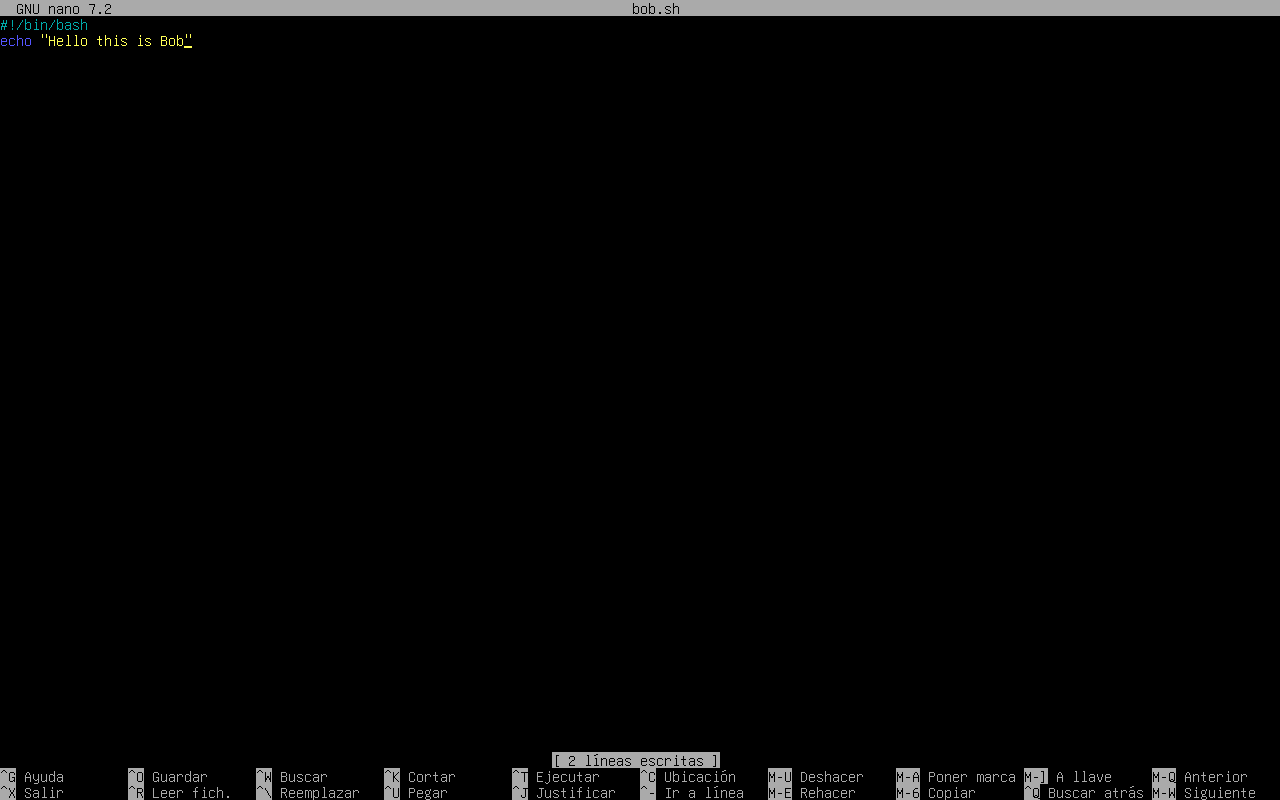 GNU nano 7.2 bob.sh
#!/bin/bash
echo "Hello this is Bob"
[ 2 líneas escritas ]
^G Ayuda ^O Guardar ^W Buscar ^K Cortar ^T Ejecutar ^C Ubicación M-U Deshacer M-A Poner marca M-] A llave M-Q Anterior
^X Salir ^R Leer fich. ^\ Reemplazar ^U Pegar ^J Justificar ^- Ir a línea M-E Rehacer M-6 Copiar ^Q Buscar atrás M-W Siguiente